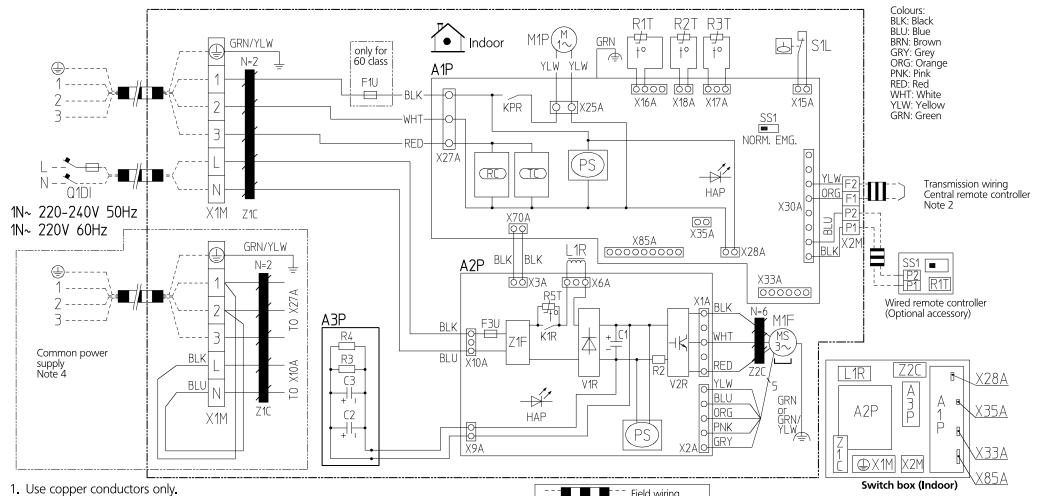 Colours:
BLK: Black
BLU: Blue
BRN: Brown
GRY: Grey
ORG: Orange
PNK: Pink
RED: Red
WHT: White
YLW: Yellow
GRN: Green
Indoor
GRN/YLW
N=2
only for
60 class
F1U
M1P
M
1~
YLW YLW
GRN
R1T R2T R3T
t° t° t°
S1L
A1P
1
2
3
X1M
1
2
3
L
N
Z1C
BLK
WHT
RED
X27A
KPR
X25A
X16A X18A X17A X15A
SS1
NORM. EMG.
RC
TC
PS
HAP
X30A
YLW
ORG
BLU
BLK
F2
F1
P2
P1
X2M
Transmission wiring
Central remote controller
Note 2
SS1
P2
P1
R1T
Wired remote controller
(Optional accessory)
L
N
Q1DI
1N~ 220-240V 50Hz
1N~ 220V 60Hz
X70A
BLK BLK
L1R
X35A
X28A
X85A
X33A
GRN/YLW
N=2
1
2
3
1
2
3
L
N
X1M
Z1C
TO X27A
TO X10A
BLK
BLU
Common power
supply
Note 4
A2P
X3A
X6A
R5T
t°
K1R
BLK
F3U
BLU
X10A
Z1F
V1R
C1
R2
V2R
X1A
BLK
WHT
RED
N=6
Z2C
M1F
MS
3~
5
YLW
BLU
ORG
PNK
GRY
X2A
GRN
or
GRN/
YLW
HAP
PS
X9A
A3P
R4
R3
C3
C2
L1R
Z2C
A2P
A3P
A1P
Z1C
X1M
X2M
X28A
X35A
X33A
X85A
Switch box (Indoor)
1. Use copper conductors only.
Field wiring